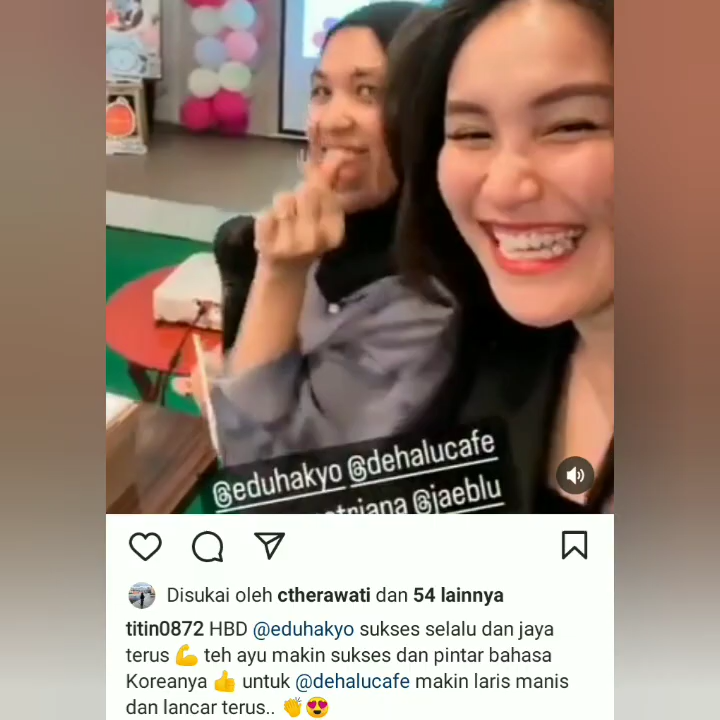 @eduhakyo @dehalucafe
@jaeblu
Disukai oleh ctherawati dan 54 lainnya
titin0872 HBD @eduhakyo sukses selalu dan jaya
terus 💪 teh ayu makin sukses dan pintar bahasa
Koreanya 👍 untuk @dehalucafe makin laris manis
dan lancar terus.. 👏😍